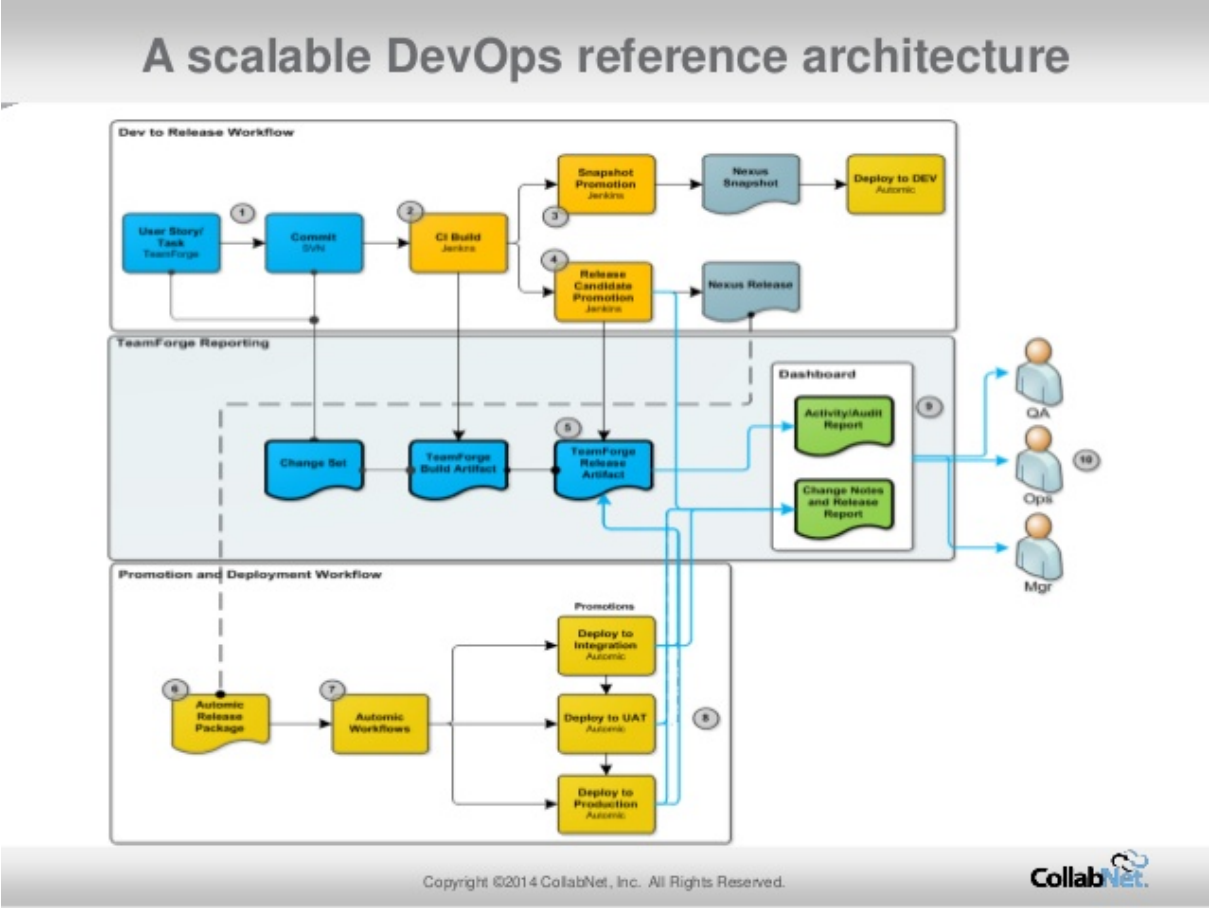 A scalable DevOps reference architecture
Dev to Release Workflow
1
User Story/
Task
TeamForge
Commit
SVN
2
CI Build
Jenkins
Snapshot
Promotion
Jenkins
3
Nexus
Snapshot
Deploy to DEV
Automic
4
Release
Candidate
Promotion
Jenkins
Nexus Release
TeamForge Reporting
Change Set
TeamForge
Build Artifact
5
TeamForge
Release
Artifact
Dashboard
Activity/Audit
Report
Change Notes
and Release
Report
9
QA
Ops
10
Mgr
Promotion and Deployment Workflow
6
Automic
Release
Package
7
Automic
Workflows
Promotions
Deploy to
Integration
Automic
Deploy to UAT
Automic
Deploy to
Production
Automic
8
Copyright ©2014 CollabNet, Inc. All Rights Reserved.
CollabNet.